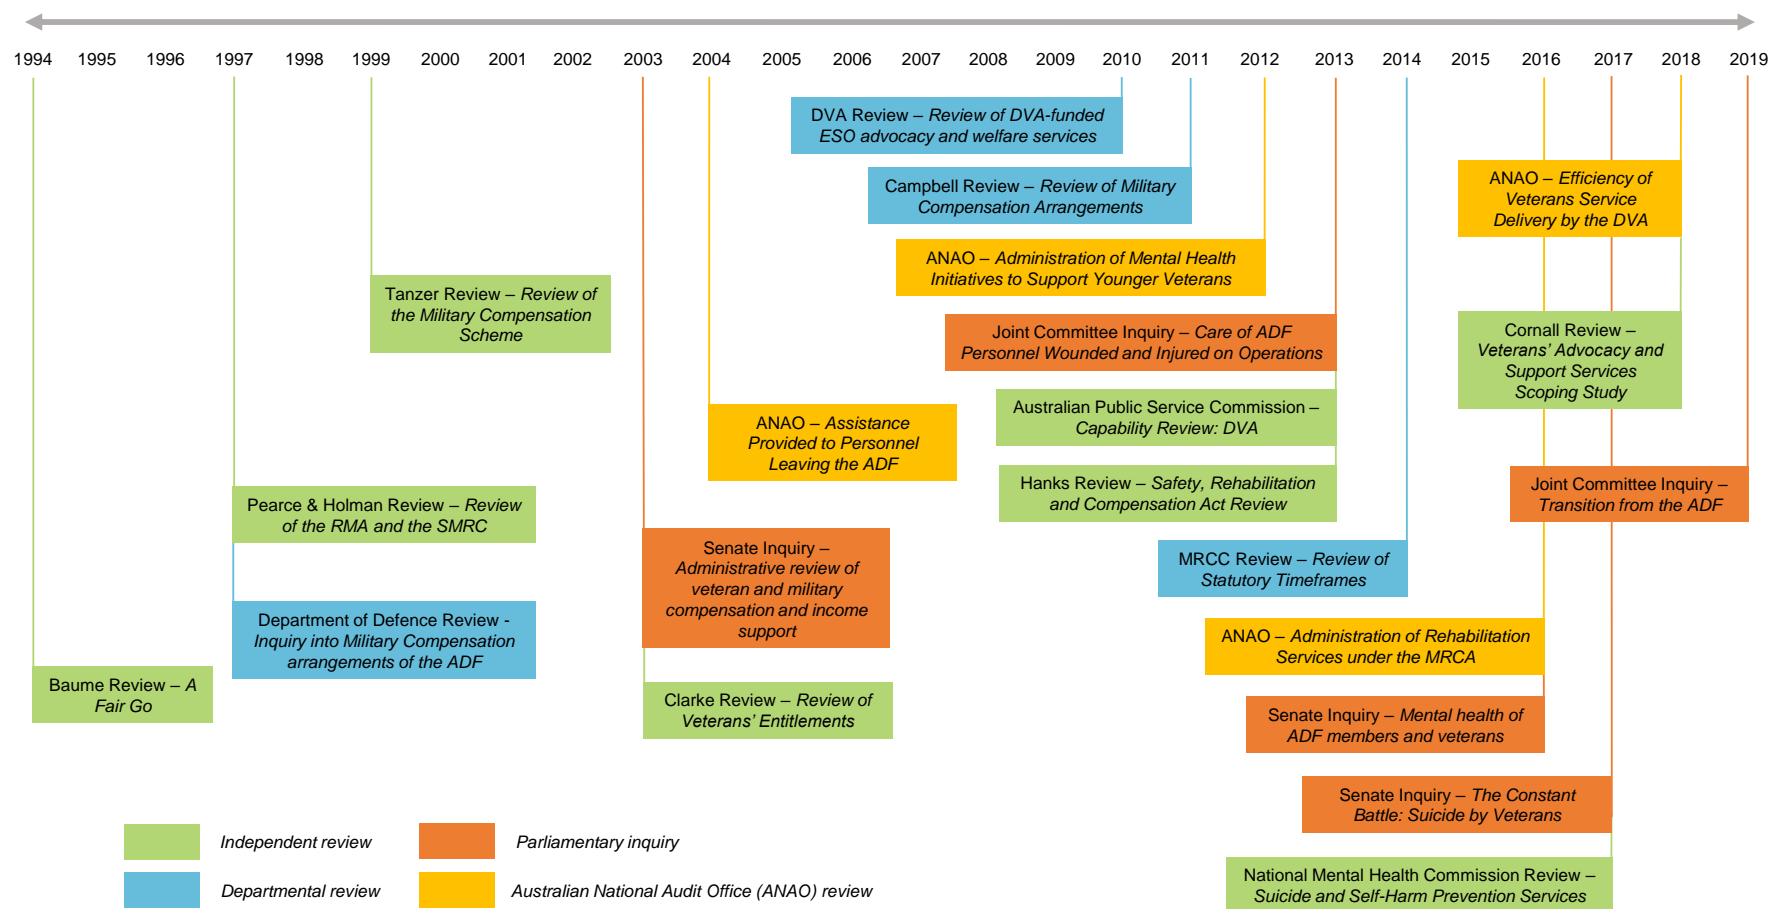 1994 1995 1996 1997 1998 1999 2000 2001 2002 2003 2004 2005 2006 2007 2008 2009 2010 2011 2012 2013 2014 2015 2016 2017 2018 2019
DVA Review – Review of DVA-funded
ESO advocacy and welfare services
Campbell Review – Review of Military
Compensation Arrangements
ANAO – Efficiency of
Veterans Service
Delivery by the DVA
ANAO – Administration of Mental Health
Initiatives to Support Younger Veterans
Tanzer Review – Review of
the Military Compensation
Scheme
Joint Committee Inquiry – Care of ADF
Personnel Wounded and Injured on Operations
Cornall Review –
Veterans' Advocacy and
Support Services
Scoping Study
Australian Public Service Commission –
Capability Review: DVA
ANAO – Assistance
Provided to Personnel
Leaving the ADF
Hanks Review – Safety, Rehabilitation
and Compensation Act Review
Joint Committee Inquiry –
Transition from the ADF
Pearce & Holman Review – Review
of the RMA and the SMRC
Senate Inquiry –
Administrative review of
veteran and military
compensation and income
support
MRCC Review – Review of
Statutory Timeframes
Department of Defence Review -
Inquiry into Military Compensation
arrangements of the ADF
ANAO – Administration of Rehabilitation
Services under the MRCA
Baume Review – A
Fair Go
Clarke Review – Review of
Veterans' Entitlements
Senate Inquiry – Mental health of
ADF members and veterans
Senate Inquiry – The Constant
Battle: Suicide by Veterans
National Mental Health Commission Review –
Suicide and Self-Harm Prevention Services
Independent review
Parliamentary inquiry
Departmental review
Australian National Audit Office (ANAO) review